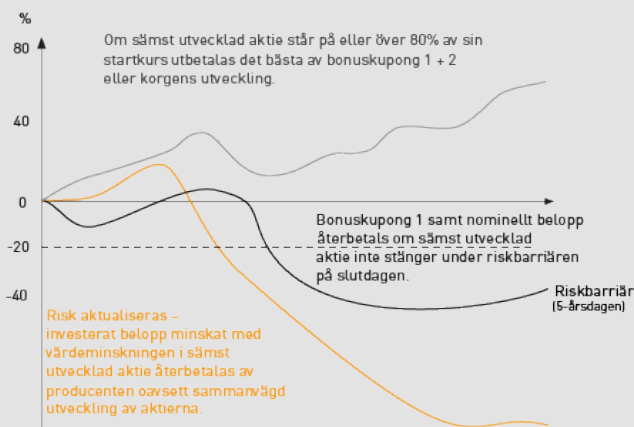 %
80
Om sämst utvecklad aktie står på eller över 80% av sin
startkurs utbetalas det bästa av bonuskupong 1 + 2
eller korgens utveckling.
40
0
Bonuskupong 1 samt nominellt belopp
återbetals om sämst utvecklad
aktie inte stänger under riskbarriären
på slutdagen.
-20
-40
Riskbarriär
(5-årsdagen)
Risk aktualiseras –
investerat belopp minskat med
värdeminskningen i sämst
utvecklad aktie återbetalas av
producenten oavsett sammanvägd
utveckling av aktierna.